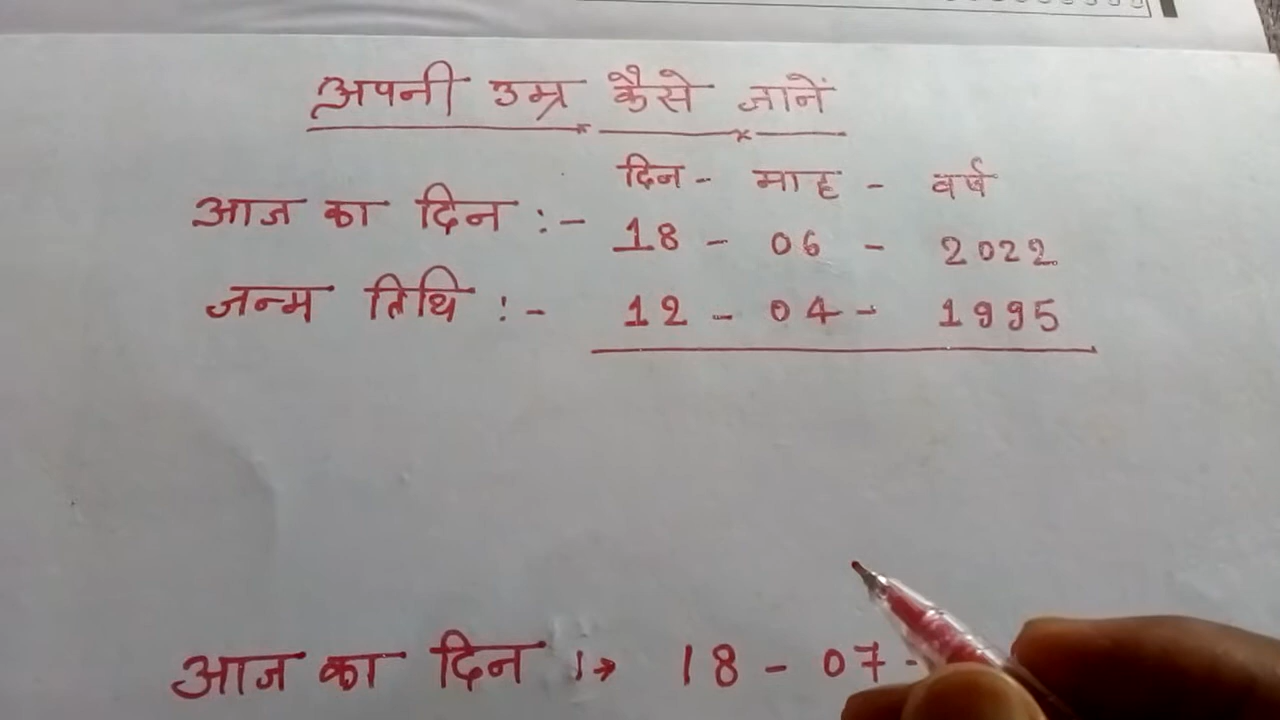 अपनी उम्र कैसे जानें
दिन - माह - वर्ष
आज का दिन :- 18 - 06 - 2022
जन्म तिथि :- 12 - 04 - 1995
आज का दिन :→ 18 - 07 -